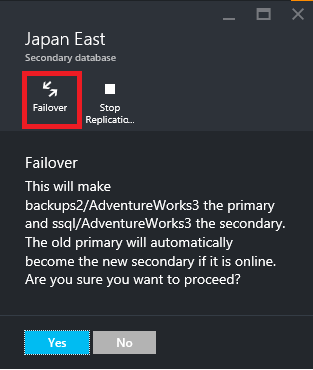 Japan East
Secondary database
Failover
Stop
Replicatio...
Failover
This will make
backups2/AdventureWorks3 the primary
and ssql/AdventureWorks3 the secondary.
The old primary will automatically
become the new secondary if it is online.
Are you sure you want to proceed?
Yes
No